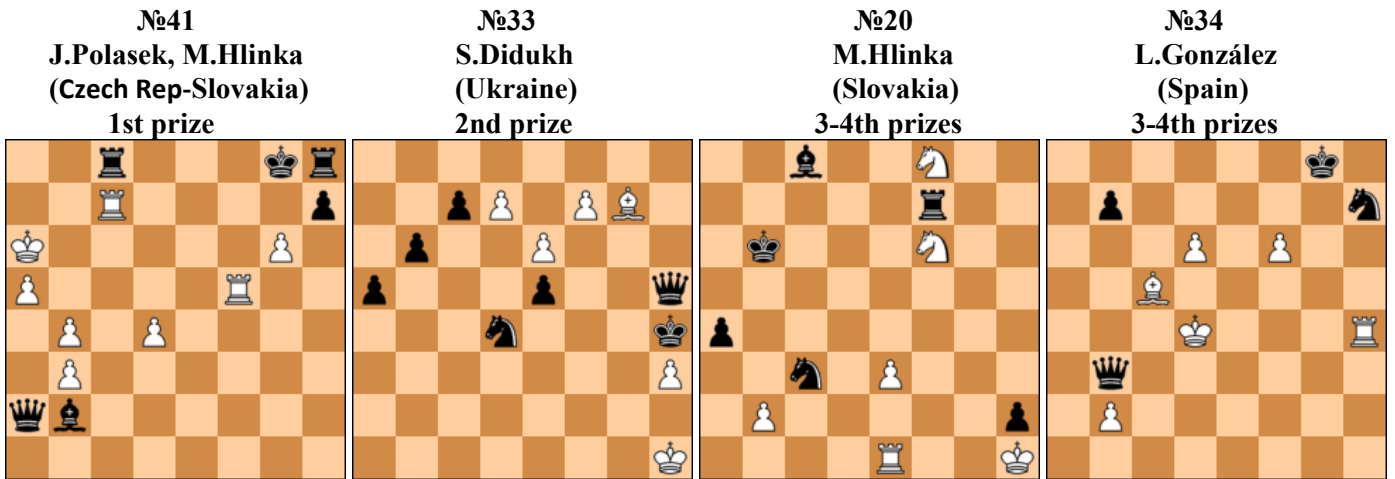 №41
J.Polasek, M.Hlinka
(Czech Rep-Slovakia)
1st prize
№33
S.Didukh
(Ukraine)
2nd prize
№20
M.Hlinka
(Slovakia)
3-4th prizes
№34
L.González
(Spain)
3-4th prizes